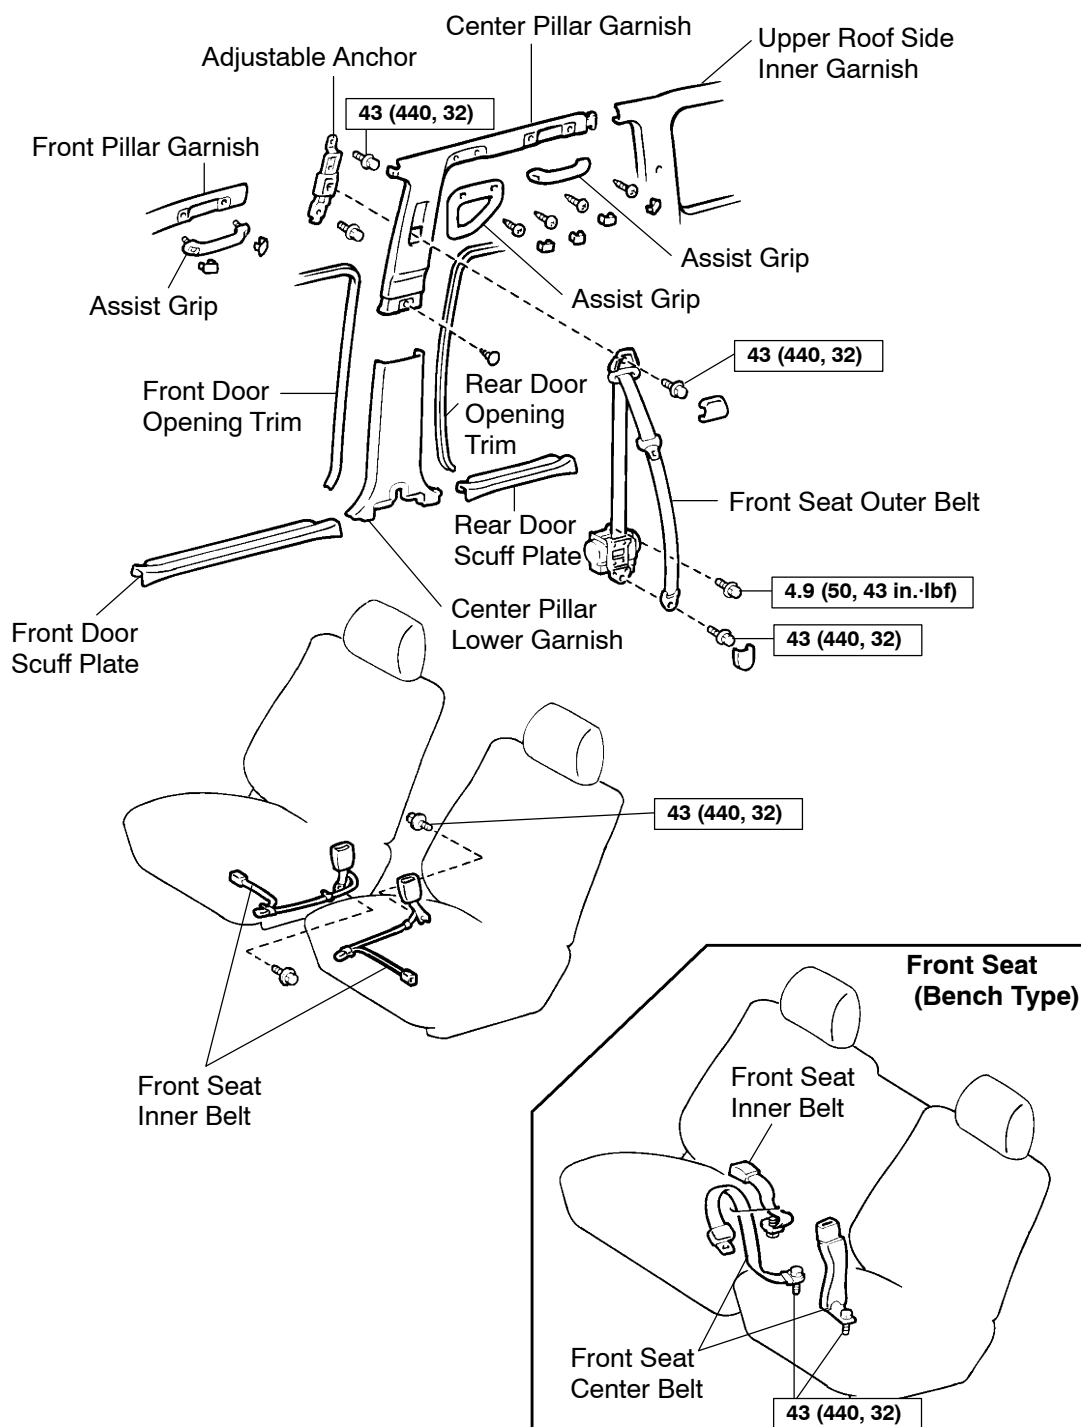 Center Pillar Garnish
Upper Roof Side
Inner Garnish
Adjustable Anchor
43 (440, 32)
Front Pillar Garnish
Assist Grip
Assist Grip
Assist Grip
43 (440, 32)
Front Door
Opening Trim
Rear Door
Opening
Trim
Front Seat Outer Belt
Rear Door
Scuff Plate
4.9 (50, 43 in.·lbf)
Center Pillar
Lower Garnish
43 (440, 32)
Front Door
Scuff Plate
43 (440, 32)
Front Seat
(Bench Type)
Front Seat
Inner Belt
Front Seat
Inner Belt
Front Seat
Center Belt
43 (440, 32)